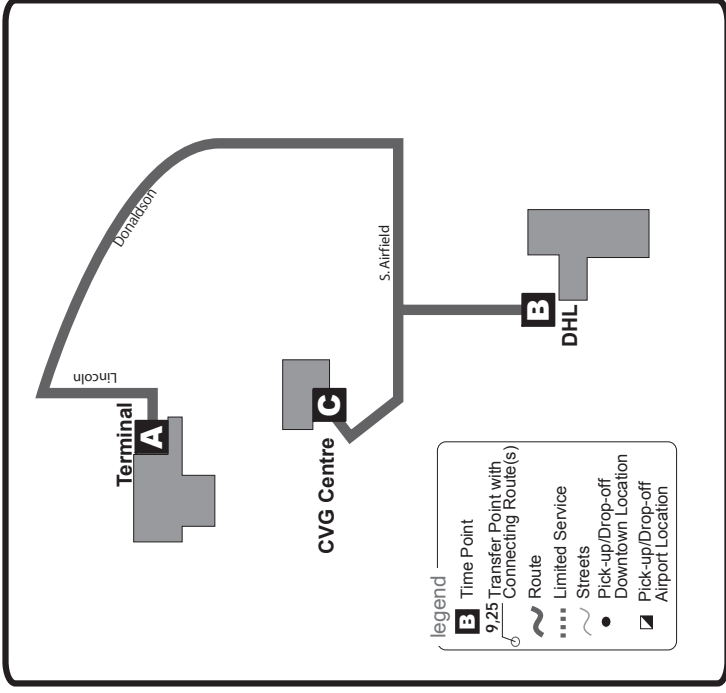 Donaldson
Lincoln
Terminal
A
S. Airfield
C
CVG Centre
B
DHL
legend
B Time Point
9,25 Transfer Point with
Connecting Route(s)
Route
Limited Service
Streets
Pick-up/Drop-off
Downtown Location
Pick-up/Drop-off
Airport Location